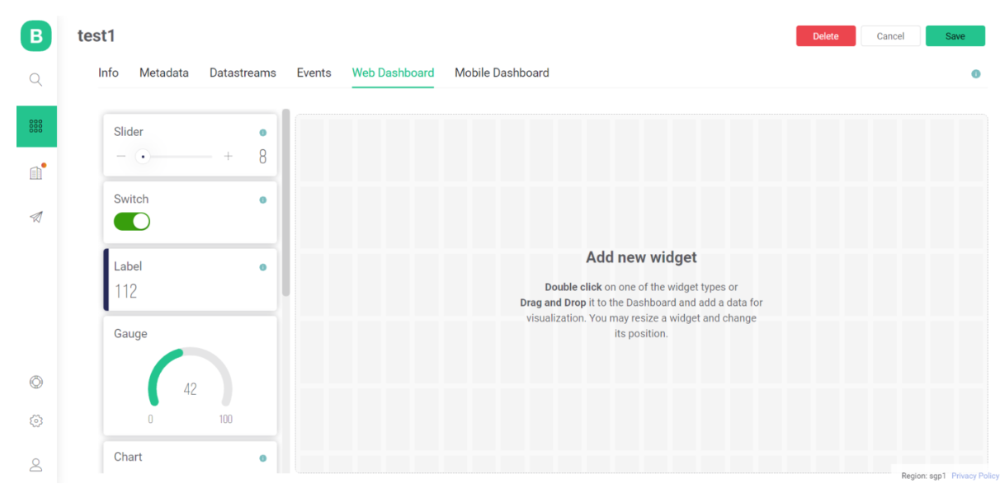 B
test1
Delete Cancel Save
Info Metadata Datastreams Events Web Dashboard Mobile Dashboard
Slider
8
Switch
Label
112
Gauge
42
0 100
Chart
Add new widget
Double click on one of the widget types or
Drag and Drop it to the Dashboard and add a data for
visualization. You may resize a widget and change
its position.
Region: sgp1 Privacy Policy